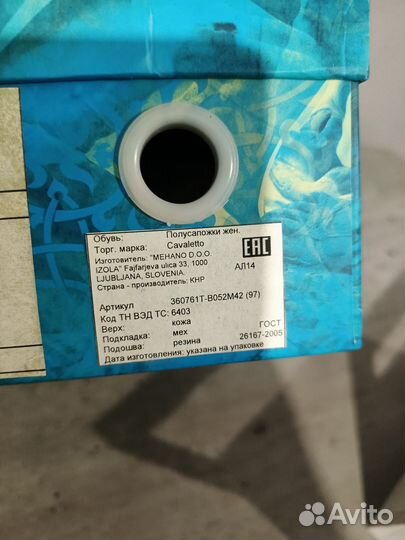 Обувь: Полусапожки жен.
Торг. марка: Cavaletto
Изготовитель: "MEHANO D.O.O.
IZOLA" Fajfarjeva ulica 33, 1000
LJUBLJANA, SLOVENIA.
EAC
АЛ14
Страна - производитель: КНР
Артикул 360761T-B052M42 (97)
Код ТН ВЭД ТС: 6403
Верх: кожа ГОСТ
Подкладка: мех 26167-2005
Подошва: резина
Дата изготовления: указана на упаковке
Avito